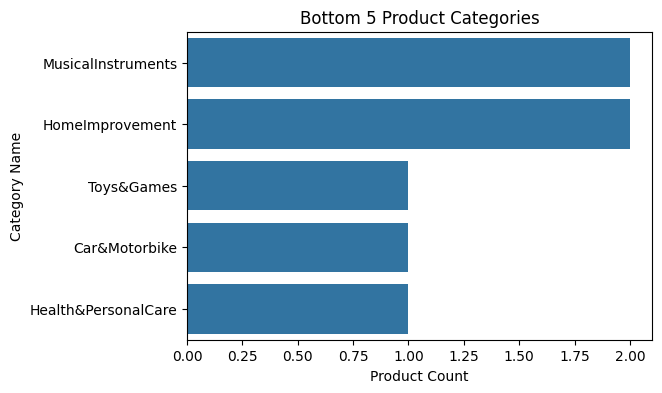 Bottom 5 Product Categories
Category Name
MusicalInstruments
HomeImprovement
Toys&Games
Car&Motorbike
Health&PersonalCare
0.00 0.25 0.50 0.75 1.00 1.25 1.50 1.75 2.00
Product Count